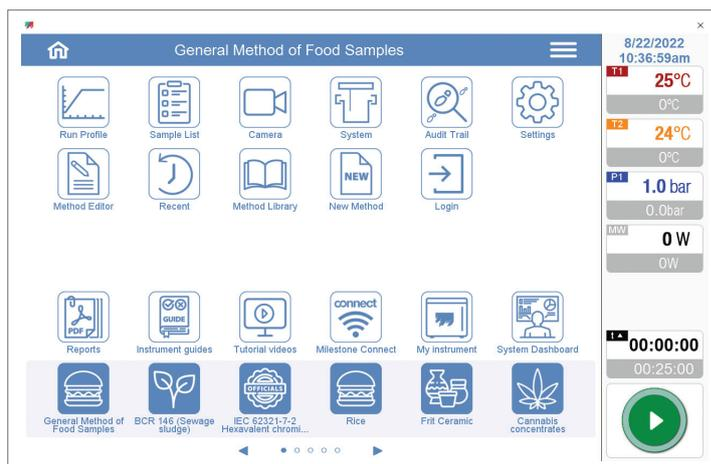 8/22/2022
10:36:59am
General Method of Food Samples
T1
25°C
0°C
T2
24°C
0°C
P1
1.0 bar
0.0bar
MW
0 W
0W
t
00:00:00
00:25:00
Run Profile
Sample List
Camera
System
Audit Trail
Settings
NEW
Method Editor
Recent
Method Library
New Method
Login
PDF
GUIDE
connect
Reports
Instrument guides
Tutorial videos
Milestone Connect
My instrument
System Dashboard
OFFICIALS
General Method of
Food Samples
BCR 146 (Sewage
sludge)
IEC 62321-7-2
Hexavalent chromi...
Rice
Frit Ceramic
Cannabis
concentrates